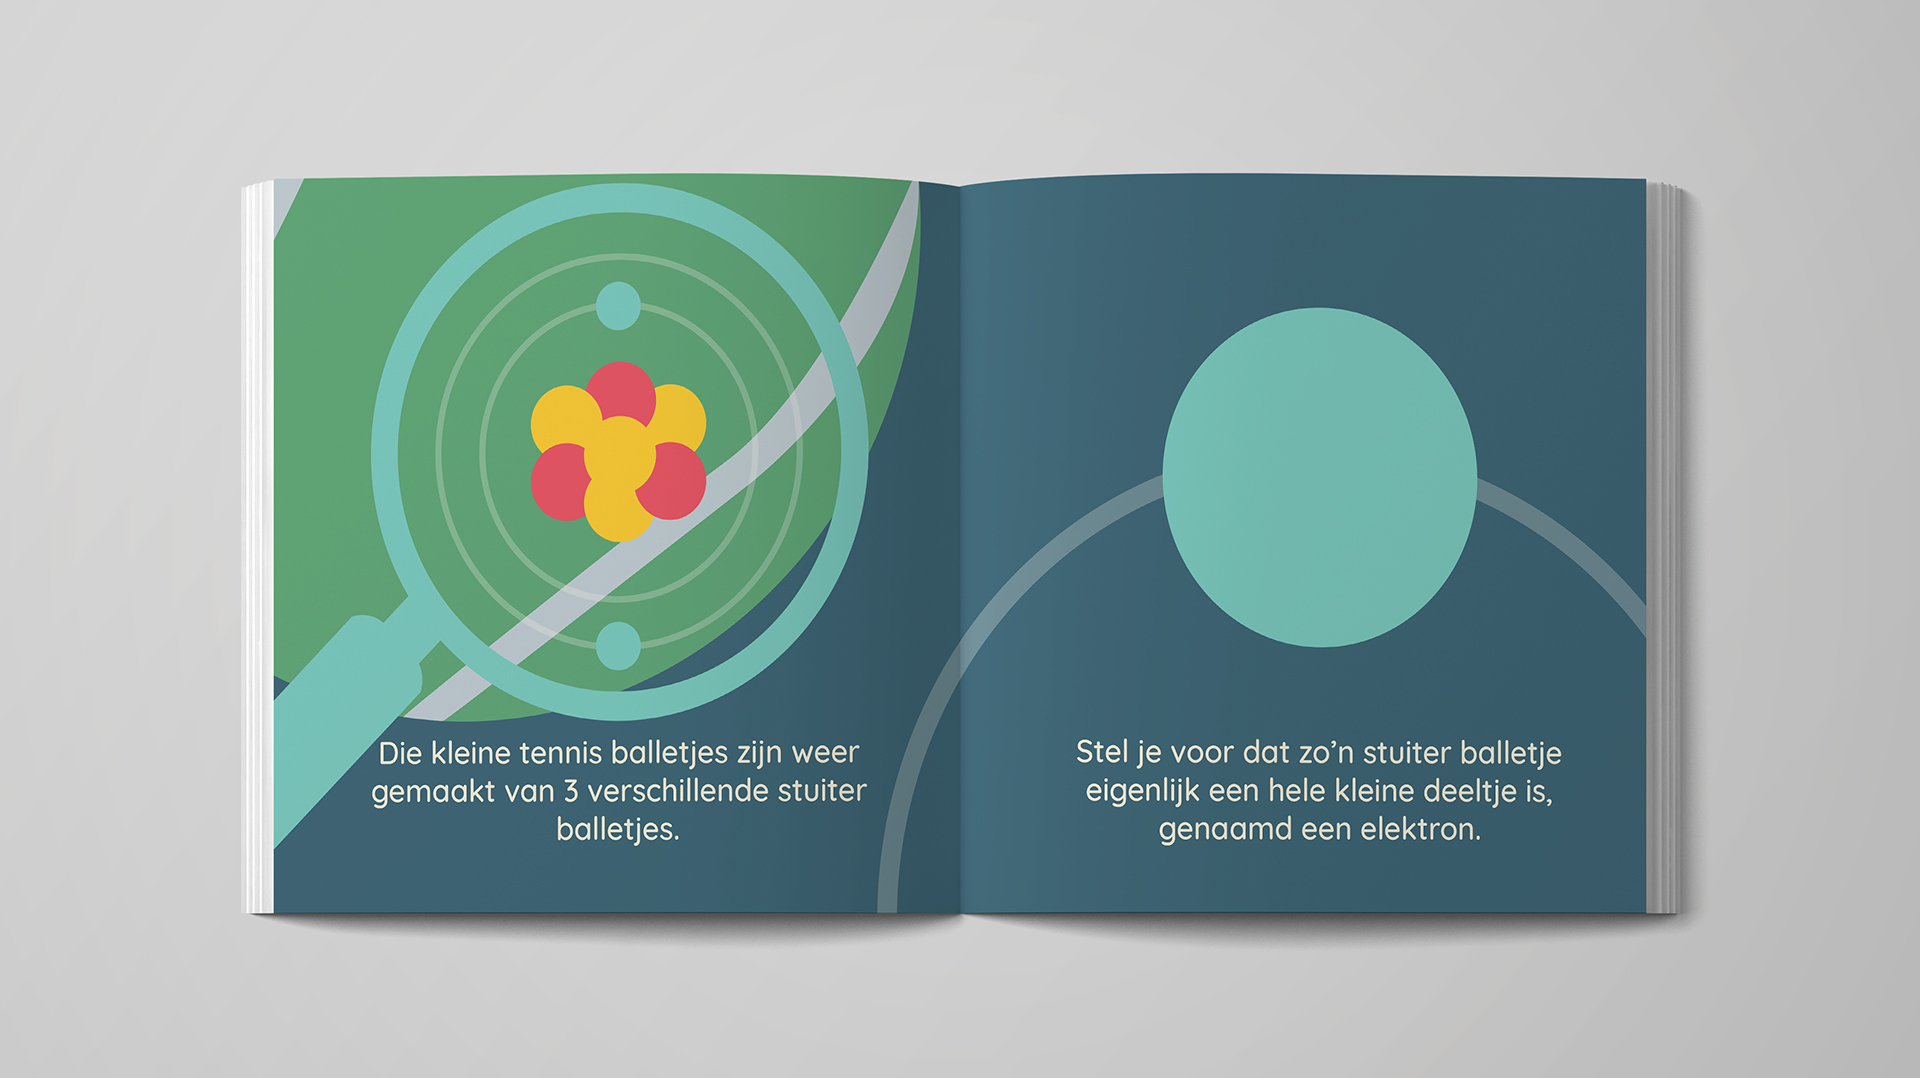 Die kleine tennis balletjes zijn weer
gemaakt van 3 verschillende stuiter
balletjes.
Stel je voor dat zo’n stuiter balletje
eigenlijk een hele kleine deeltje is,
genaamd een elektron.